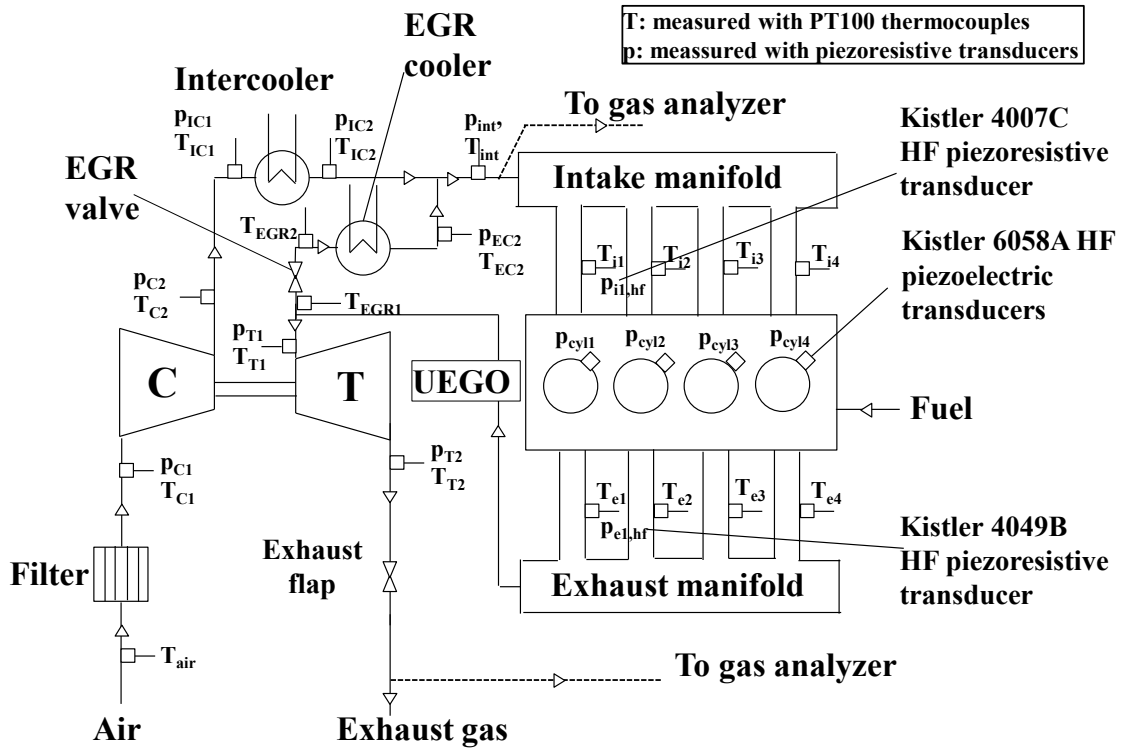 EGR
cooler
T: measured with PT100 thermocouples
p: meassured with piezoresistive transducers
Intercooler
To gas analyzer
pIC1
TIC1
pIC2
TIC2
pint,
Tint
Kistler 4007C
HF piezoresistive
transducer
EGR
valve
Intake manifold
TEGR2
pEC2
TEC2
Ti1
Ti2
Ti3
Ti4
pi1,hf
Kistler 6058A HF
piezoelectric
transducers
pC2
TC2
TEGR1
pT1
TT1
pcyl1
pcyl2
pcyl3
pcyl4
C
T
UEGO
Fuel
pC1
TC1
pT2
TT2
Te1
Te2
Te3
Te4
pe1,hf
Kistler 4049B
HF piezoresistive
transducer
Filter
Exhaust
flap
Exhaust manifold
Tair
To gas analyzer
Air
Exhaust gas